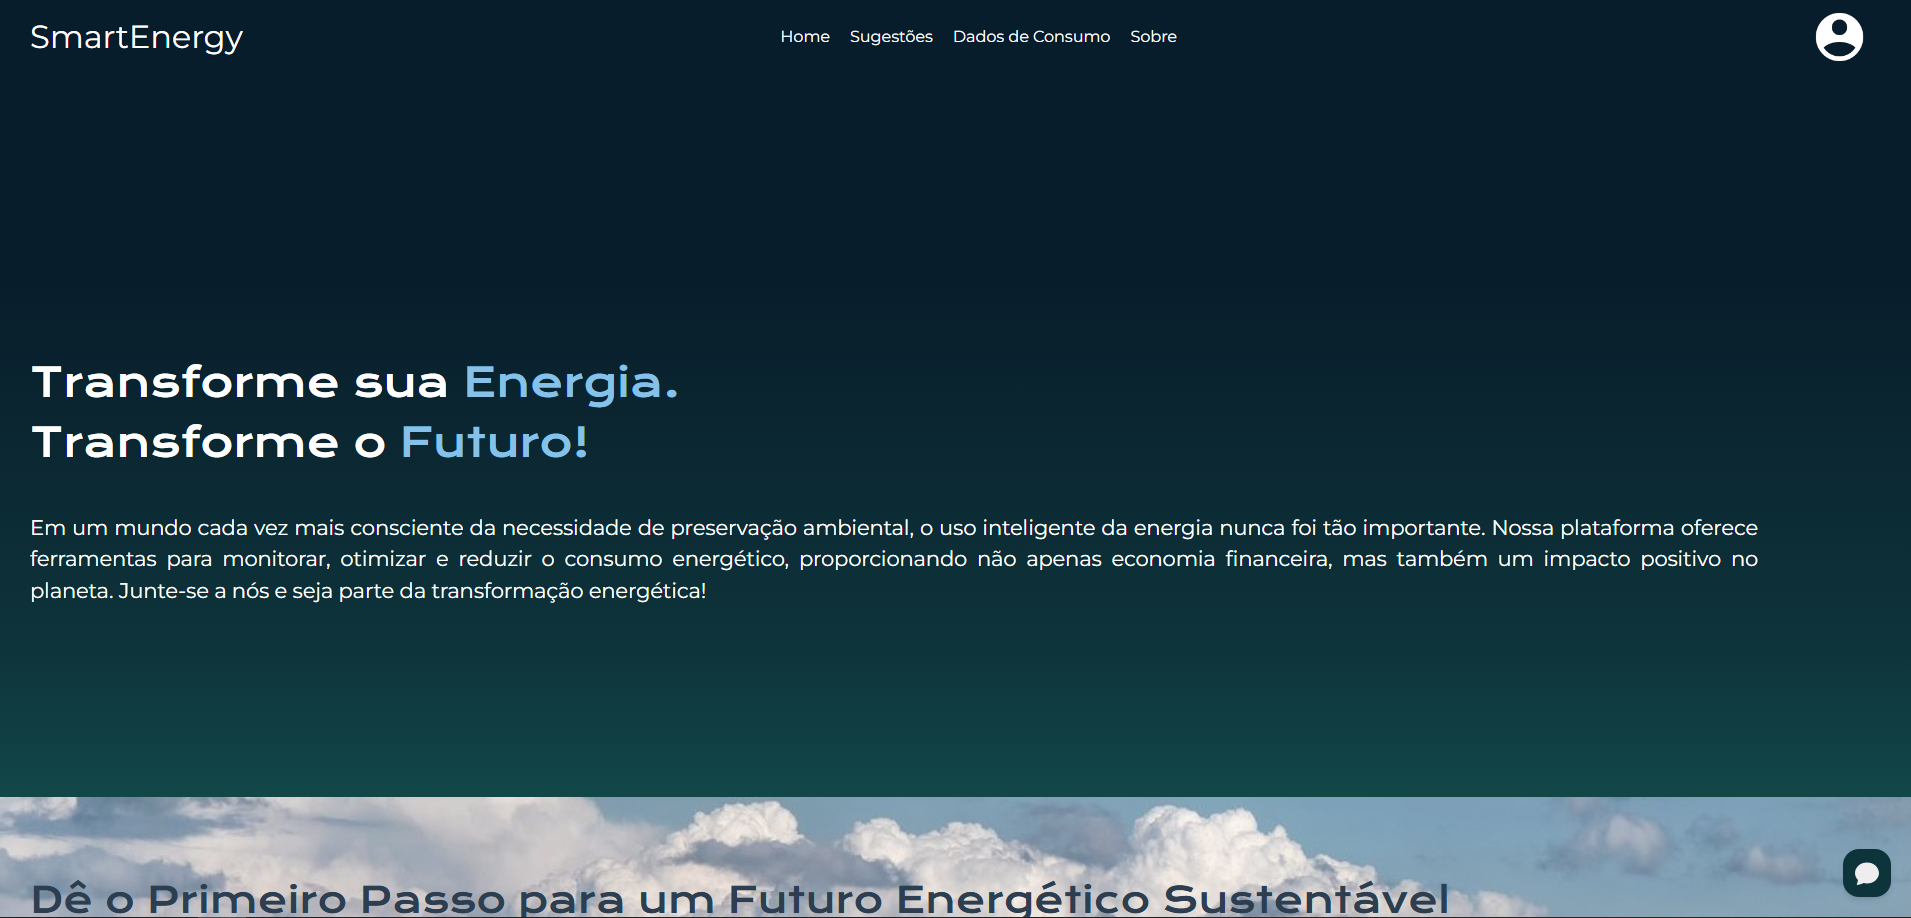 SmartEnergy
Home Sugestões Dados de Consumo Sobre
Transforme sua Energia.
Transforme o Futuro!
Em um mundo cada vez mais consciente da necessidade de preservação ambiental, o uso inteligente da energia nunca foi tão importante. Nossa plataforma oferece
ferramentas para monitorar, otimizar e reduzir o consumo energético, proporcionando não apenas economia financeira, mas também um impacto positivo no
planeta. Junte-se a nós e seja parte da transformação energética!
Dê o Primeiro Passo para um Futuro Energético Sustentável